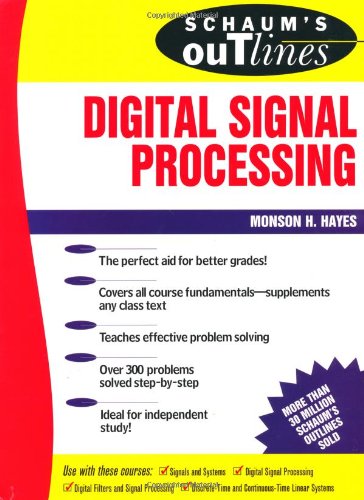 SCHAUM'S
OUTlines
DIGITAL SIGNAL
PROCESSING
MONSON H. HAYES
The perfect aid for better grades!
Covers all course fundamentals—supplements
any class text
Teaches effective problem solving
Over 300 problems
solved step-by-step
Ideal for independent
study!
MORE THAN
30 MILLION
SCHAUM'S
OUTLINES
SOLD
Use with these courses: ☑ Signals and Systems ☑ Digital Signal Processing
☑ Digital Filters and Signal Processing ☑ Discrete-Time and Continuous-Time Linear Systems